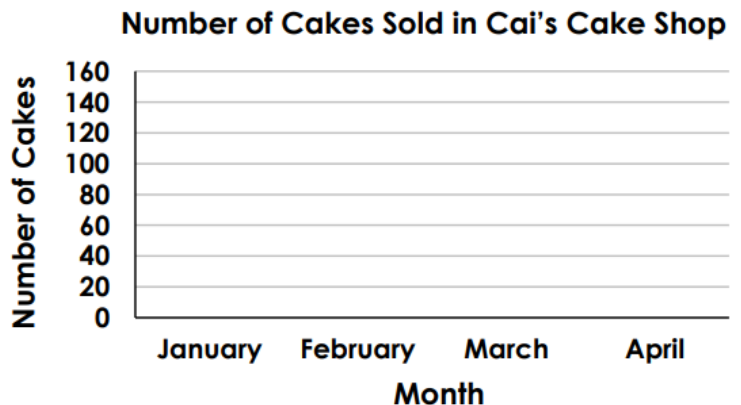 Number of Cakes Sold in Cai's Cake Shop
Number of Cakes
160
140
120
100
80
60
40
20
0
January February March April
Month